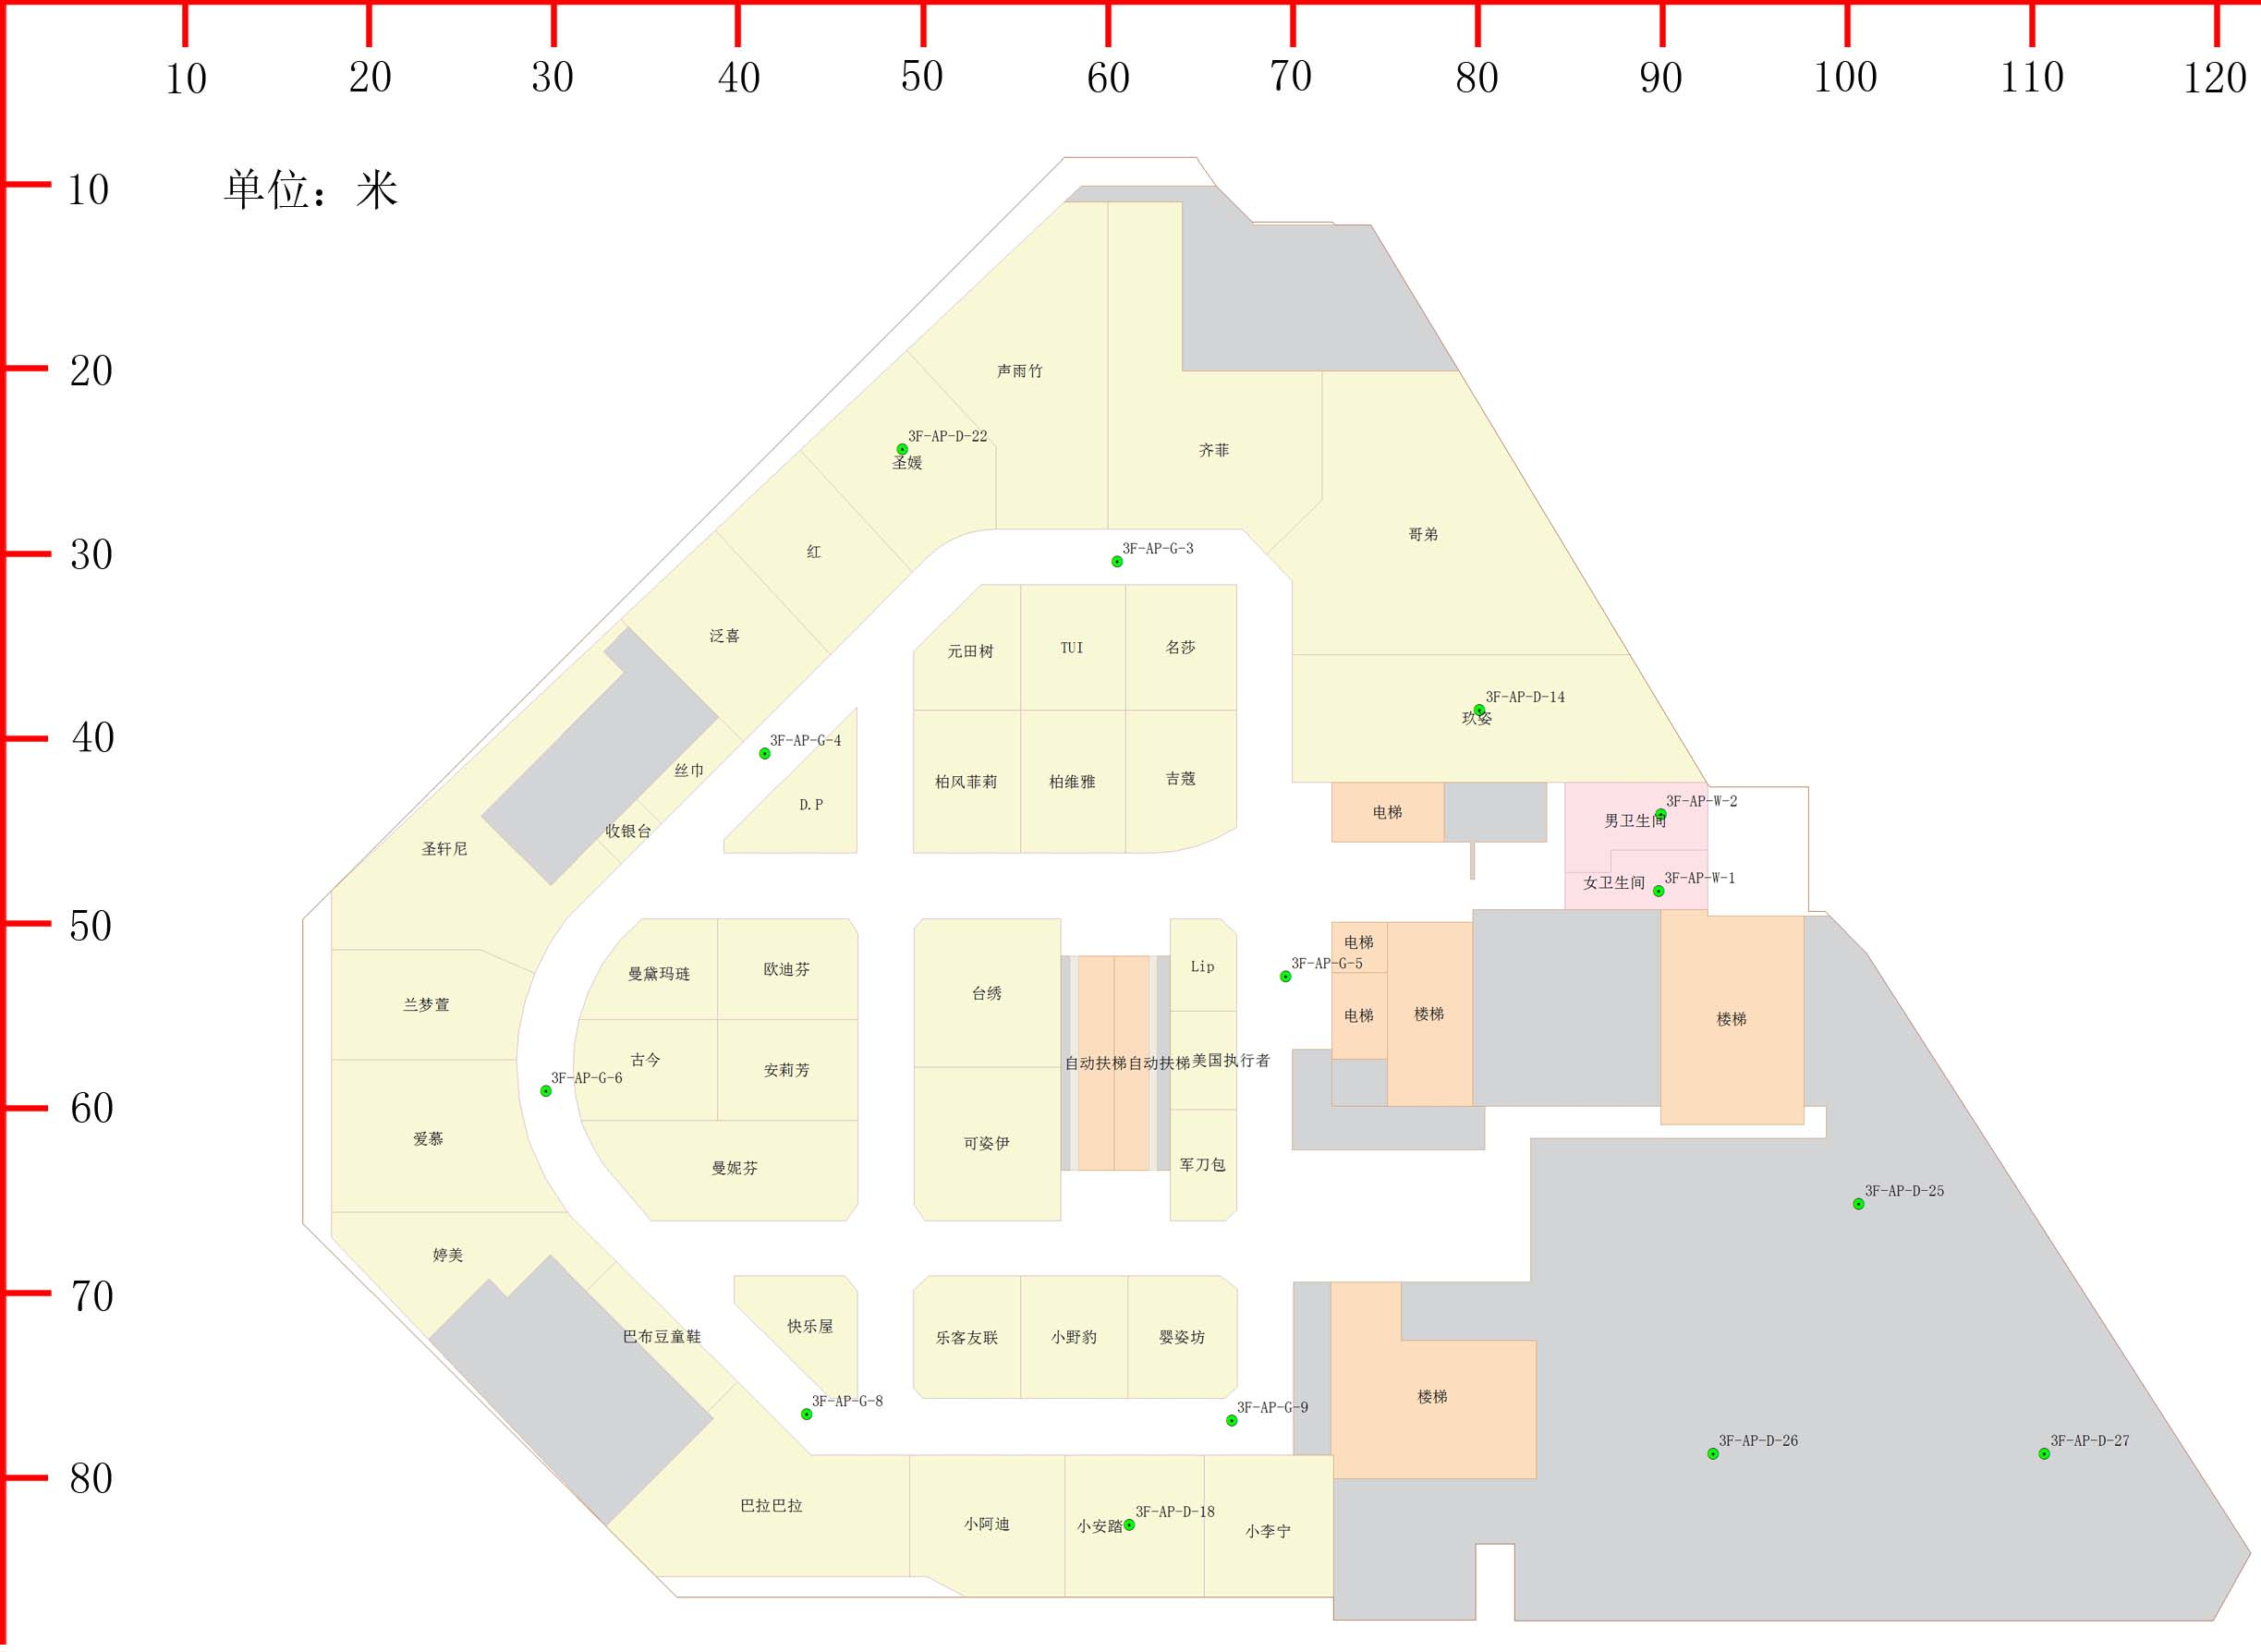 10
20
30
40
50
60
70
80
90
100
110
120
10
20
30
40
50
60
70
80
单位：米
声雨竹
3F-AP-D-22
圣媛
齐菲
哥弟
红
3F-AP-G-3
泛喜
元田树
TUI
名莎
3F-AP-D-14
玖姿
3F-AP-G-4
丝巾
D.P
柏风菲莉
柏维雅
吉蔻
收银台
圣轩尼
电梯
3F-AP-W-2
男卫生间
3F-AP-W-1
女卫生间
曼黛玛琏
欧迪芬
台绣
Lip
电梯
3F-AP-G-5
兰梦萱
电梯
楼梯
楼梯
古今
安莉芳
自动扶梯
自动扶梯
美国执行者
3F-AP-G-6
爱慕
曼妮芬
可姿伊
军刀包
3F-AP-D-25
婷美
快乐屋
巴布豆童鞋
乐客友联
小野豹
婴姿坊
楼梯
3F-AP-G-8
3F-AP-G-9
3F-AP-D-26
3F-AP-D-27
巴拉巴拉
小阿迪
小安踏
3F-AP-D-18
小李宁